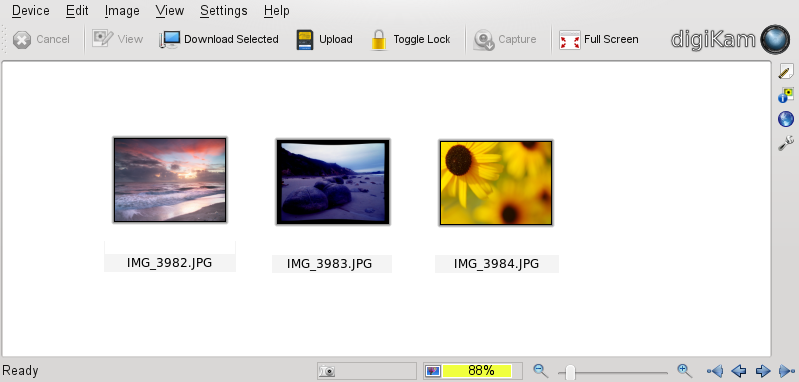 Device Edit Image View Settings Help
Cancel View Download Selected Upload Toggle Lock Capture Full Screen digiKam
IMG_3982.JPG IMG_3983.JPG IMG_3984.JPG
Ready 88%